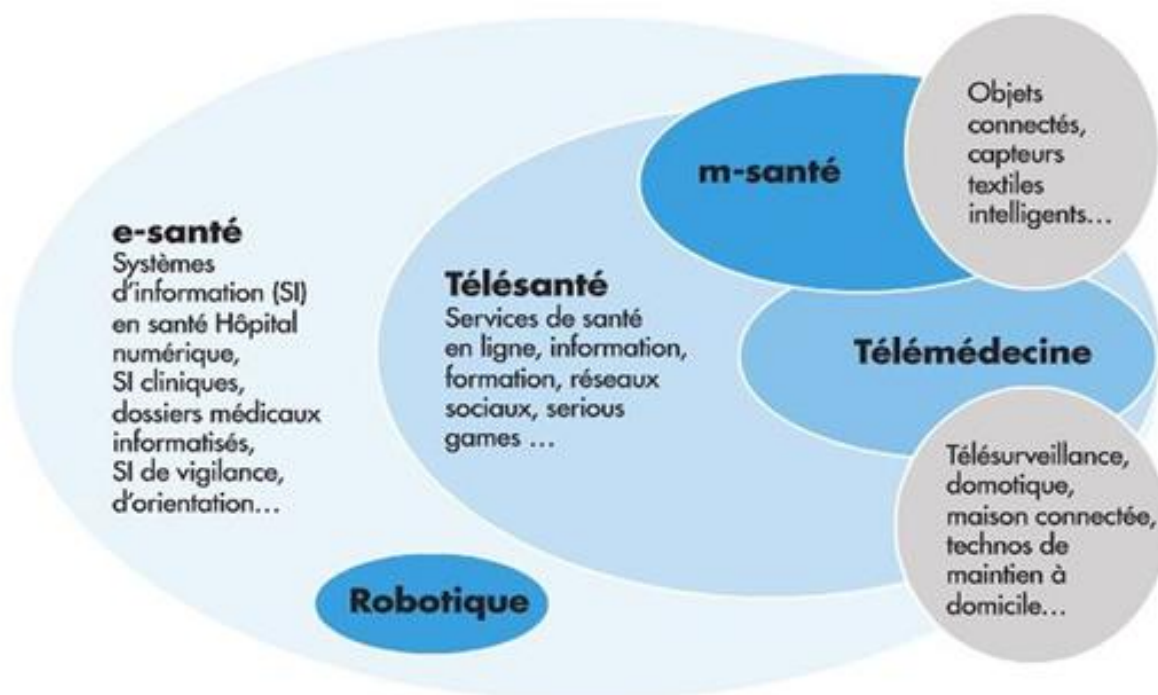 e-santé
Systèmes
d'information (SI)
en santé Hôpital
numérique,
SI cliniques,
dossiers médicaux
informatisés,
SI de vigilance,
d'orientation...
Télésanté
Services de santé
en ligne, information,
formation, réseaux
sociaux, serious
games ...
m-santé
Objets
connectés,
capteurs
textiles
intelligents...
Télémédecine
Télésurveillance,
domotique,
maison connectée,
technos de
maintien à
domicile...
Robotique